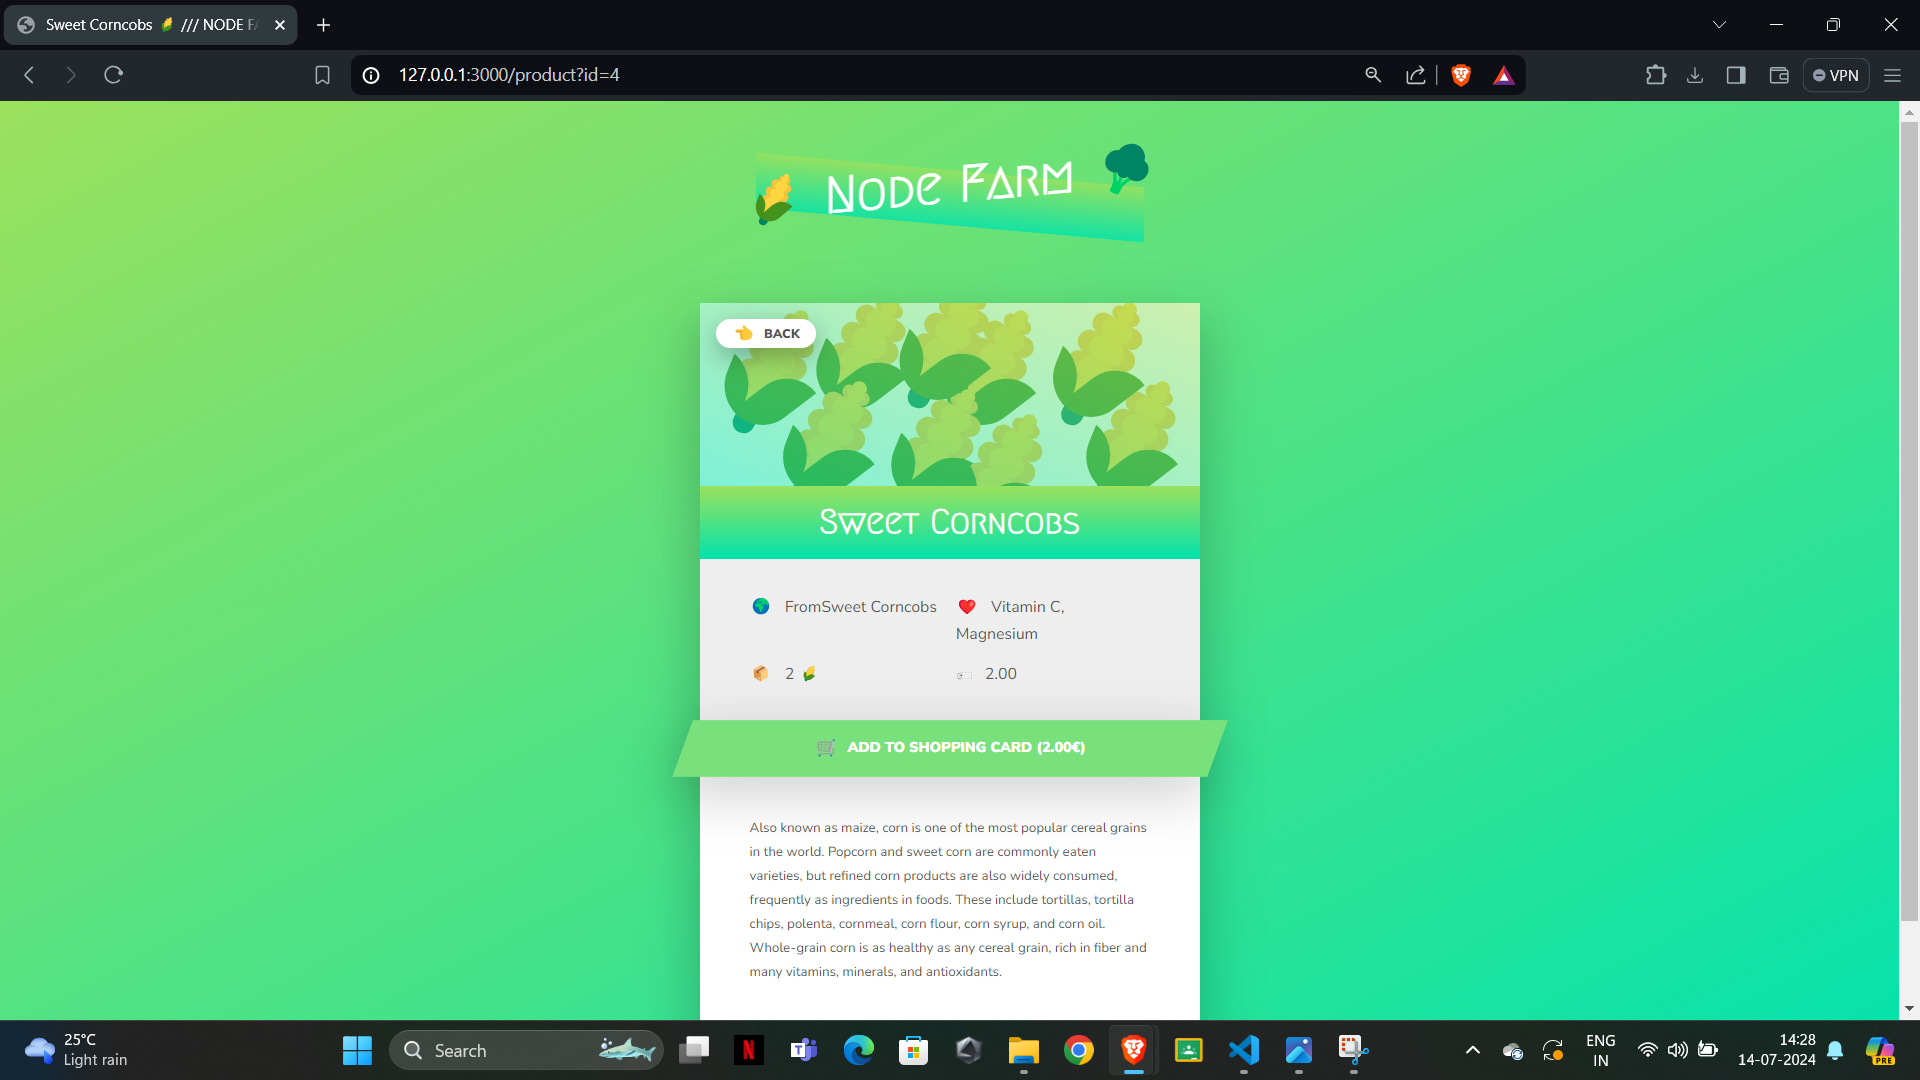 Sweet Corncobs 🌽 /// NODE FA
127.0.0.1:3000/product?id=4
VPN
NODE FARM
BACK
SWEET CORNCOBS
FromSweet Corncobs
Vitamin C,
Magnesium
2 🌽
2.00
ADD TO SHOPPING CARD (2.00€)
Also known as maize, corn is one of the most popular cereal grains
in the world. Popcorn and sweet corn are commonly eaten
varieties, but refined corn products are also widely consumed,
frequently as ingredients in foods. These include tortillas, tortilla
chips, polenta, cornmeal, corn flour, corn syrup, and corn oil.
Whole-grain corn is as healthy as any cereal grain, rich in fiber and
many vitamins, minerals, and antioxidants.
25°C
Light rain
Search
ENG
IN
14:28
14-07-2024
PRE